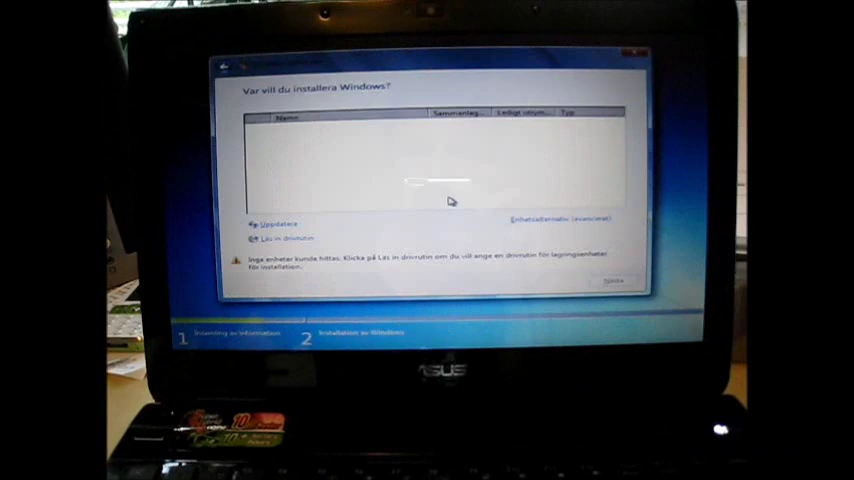 Var vill du installera Windows?
Namn Sammanlag... Ledigt utrym... Typ
Uppdatera
Enhetsalternativ (avancerat)
Läs in drivrutin
Inga enheter kunde hittas. Klicka på Läs in drivrutin om du vill ange en drivrutin för lagringsenheter
för installation.
Nästa
1 Insamling av information 2 Installation av Windows
ASUS
10
hours